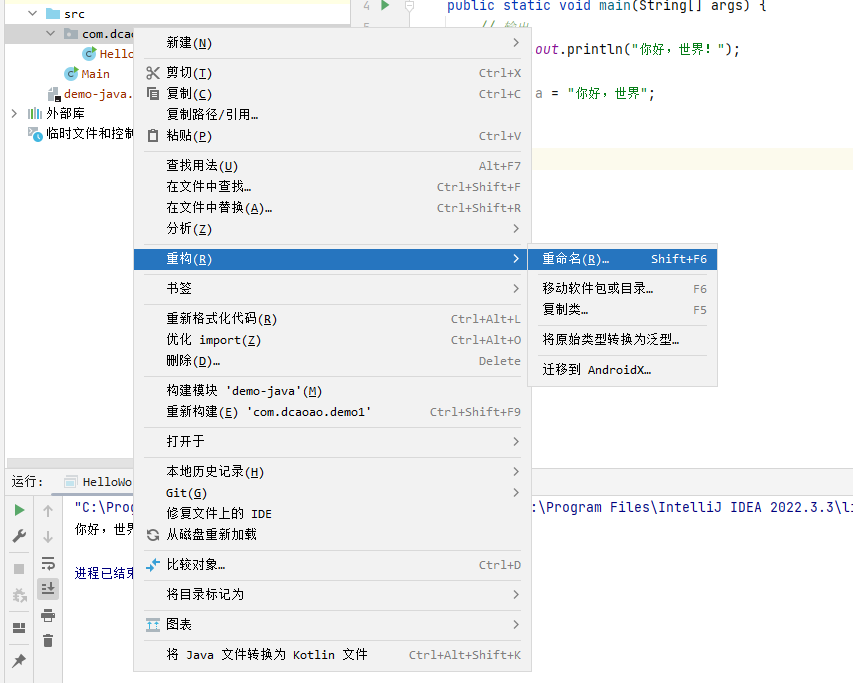 src
com.dcao
Hello
Main
demo-java.
外部库
临时文件和控制
4 public static void main(String[] args) {
5 // 输出
out.println("你好，世界！");
a = "你好，世界";
新建(N)
剪切(T) Ctrl+X
复制(C) Ctrl+C
复制路径/引用…
粘贴(P) Ctrl+V
查找用法(U) Alt+F7
在文件中查找… Ctrl+Shift+F
在文件中替换(A)… Ctrl+Shift+R
分析(Z)
重构(R)
书签
重新格式化代码(R) Ctrl+Alt+L
优化 import(Z) Ctrl+Alt+O
删除(D)… Delete
构建模块 'demo-java'(M)
重新构建(E) 'com.dcaoao.demo1' Ctrl+Shift+F9
打开于
本地历史记录(H)
Git(G)
修复文件上的 IDE
从磁盘重新加载
比较对象… Ctrl+D
将目录标记为
图表
将 Java 文件转换为 Kotlin 文件 Ctrl+Alt+Shift+K
重命名(R)… Shift+F6
移动软件包或目录… F6
复制类… F5
将原始类型转换为泛型…
迁移到 AndroidX…
运行: HelloWo
"C:\Prog :\Program Files\IntelliJ IDEA 2022.3.3\li
你好，世界
进程已结束